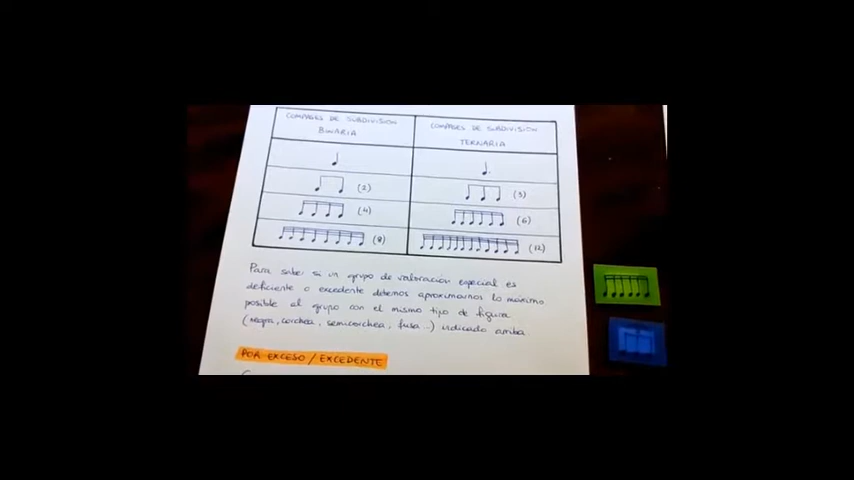 COMPASES DE SUBDIVISIÓN
BINARIA
COMPASES DE SUBDIVISIÓN
TERNARIA
(2)
(3)
(4)
(6)
(8)
(12)
Para saber si un grupo de valoración especial es
deficiente o excedente debemos aproximarnos lo máximo
posible al grupo con el mismo tipo de figura
(negra, corchea, semicorchea, fusa...) indicado arriba
POR EXCESO / EXCEDENTE